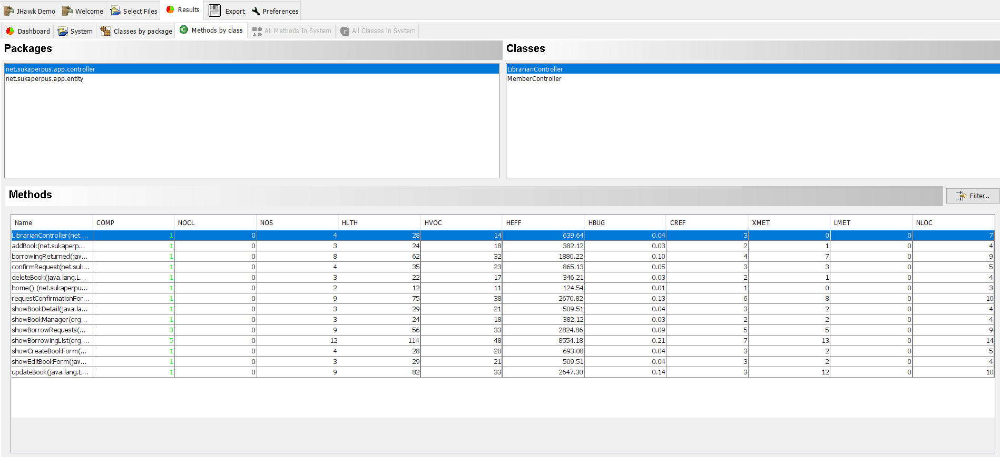 JHawk Demo Welcome Select Files Results Export Preferences
Dashboard System Classes by package Methods by class All Methods In System All Classes in System
Packages Classes
net.sukaperpus.app.controller LibrarianController
net.sukaperpus.app.entity MemberController
Methods
Filter..
Name COMP NOCL NOS HLTH HVOC HEFF HBUG CREF XMET LMET NLOC
LibrarianController(net.... 1 0 4 28 14 639.64 0.04 3 0 0 7
addBook(net.sukaperp... 1 0 3 24 18 382.12 0.03 2 1 0 4
borrowingReturned(jav... 1 0 8 62 32 1880.22 0.10 4 7 0 9
confirmRequest(net.suk... 1 0 4 35 23 865.13 0.05 3 3 0 5
deleteBook(java.lang.L... 1 0 3 22 17 346.21 0.03 2 1 0 4
home() (net.sukaperpu... 1 0 2 12 11 124.54 0.01 1 0 0 3
requestConfirmationFor... 1 0 9 75 38 2670.82 0.13 6 8 0 10
showBookDetail(java.la... 1 0 3 29 21 509.51 0.04 3 2 0 4
showBookManager(org... 1 0 3 24 18 382.12 0.03 2 2 0 4
showBorrowRequests(... 3 0 9 56 33 2824.86 0.09 5 5 0 9
showBorrowingList(org.... 5 0 12 114 48 8554.18 0.21 7 13 0 14
showCreateBookForm(... 1 0 4 28 20 693.08 0.04 3 2 0 5
showEditBookForm(jav... 1 0 3 29 21 509.51 0.04 3 2 0 4
updateBook(java.lang.L... 1 0 9 82 33 2647.30 0.14 3 12 0 10